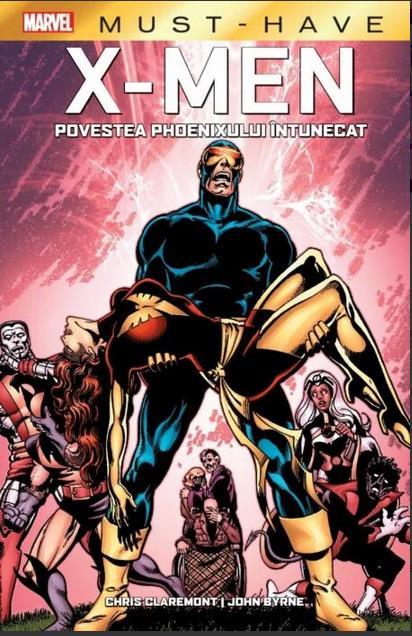 MARVEL MUST-HAVE
X-MEN
POVESTEA PHOENIXULUI ÎNTUNECAT
CHRIS CLAREMONT | JOHN BYRNE